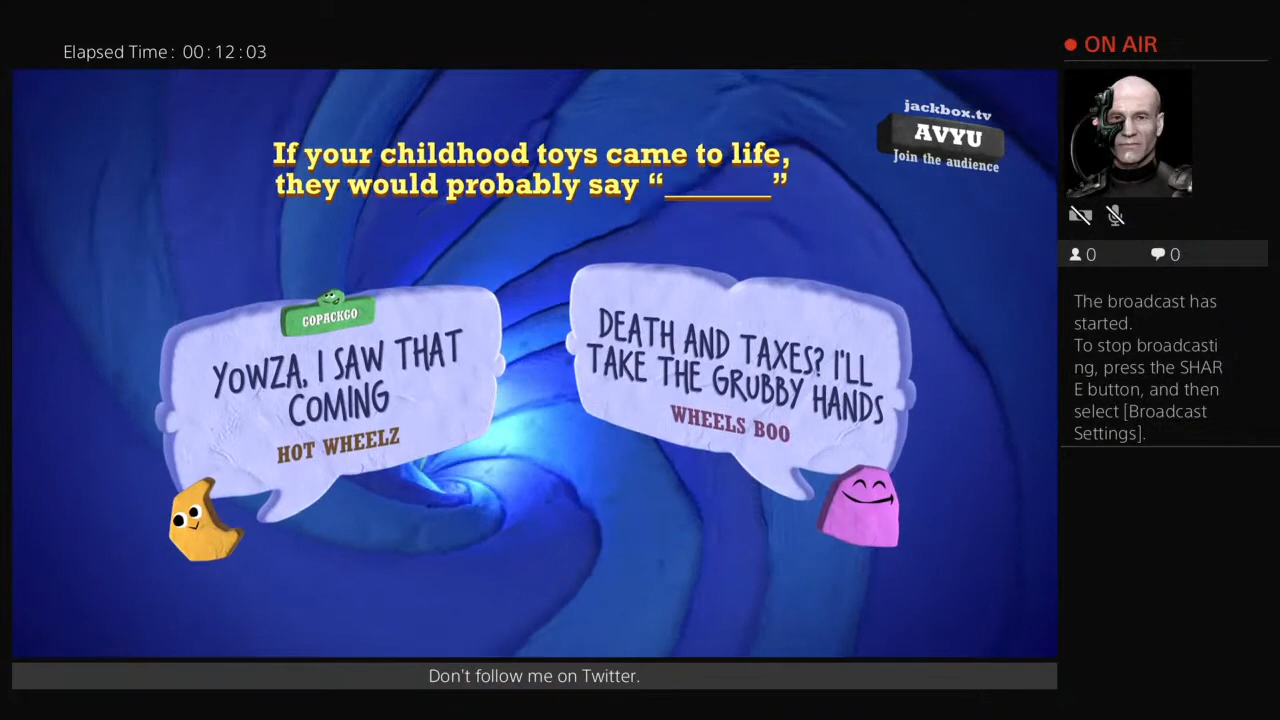 Elapsed Time: 00:12:03
ON AIR
jackbox.tv
AVYU
Join the audience
If your childhood toys came to life,
they would probably say “______”
0
0
GOPACKGO
YOWZA, I SAW THAT
COMING
HOT WHEELZ
DEATH AND TAXES? I'LL
TAKE THE GRUBBY HANDS
WHEELS BOO
The broadcast has
started.
To stop broadcasti
ng, press the SHAR
E button, and then
select [Broadcast
Settings].
Don't follow me on Twitter.